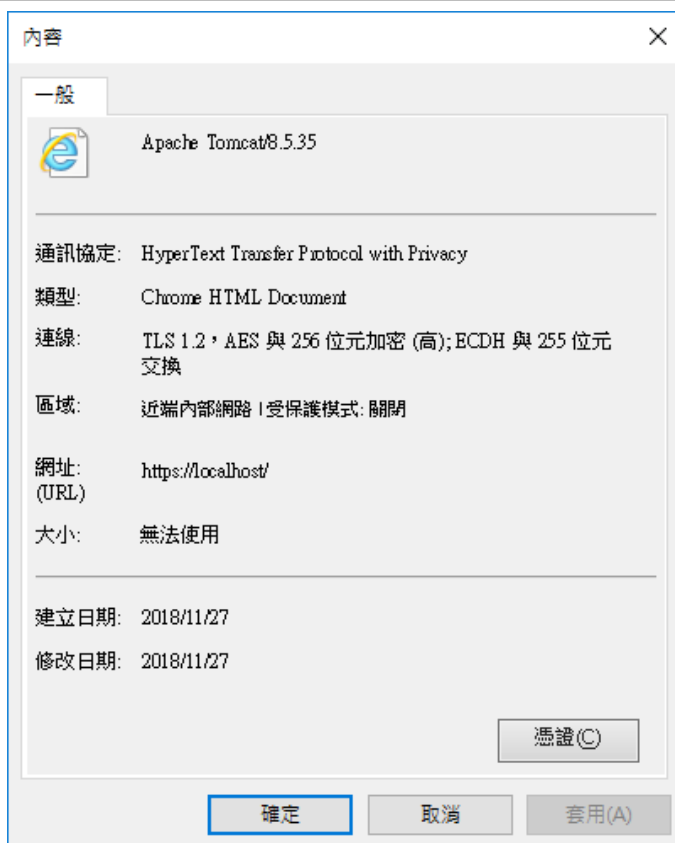 內容
一般
Apache Tomcat/8.5.35
通訊協定: HyperText Transfer Protocol with Privacy
類型: Chrome HTML Document
連線: TLS 1.2，AES 與 256 位元加密 (高); ECDH 與 255 位元
交換
區域: 近端內部網路 | 受保護模式: 關閉
網址: https://localhost/
(URL)
大小: 無法使用
建立日期: 2018/11/27
修改日期: 2018/11/27
憑證(C)
確定 取消 套用(A)